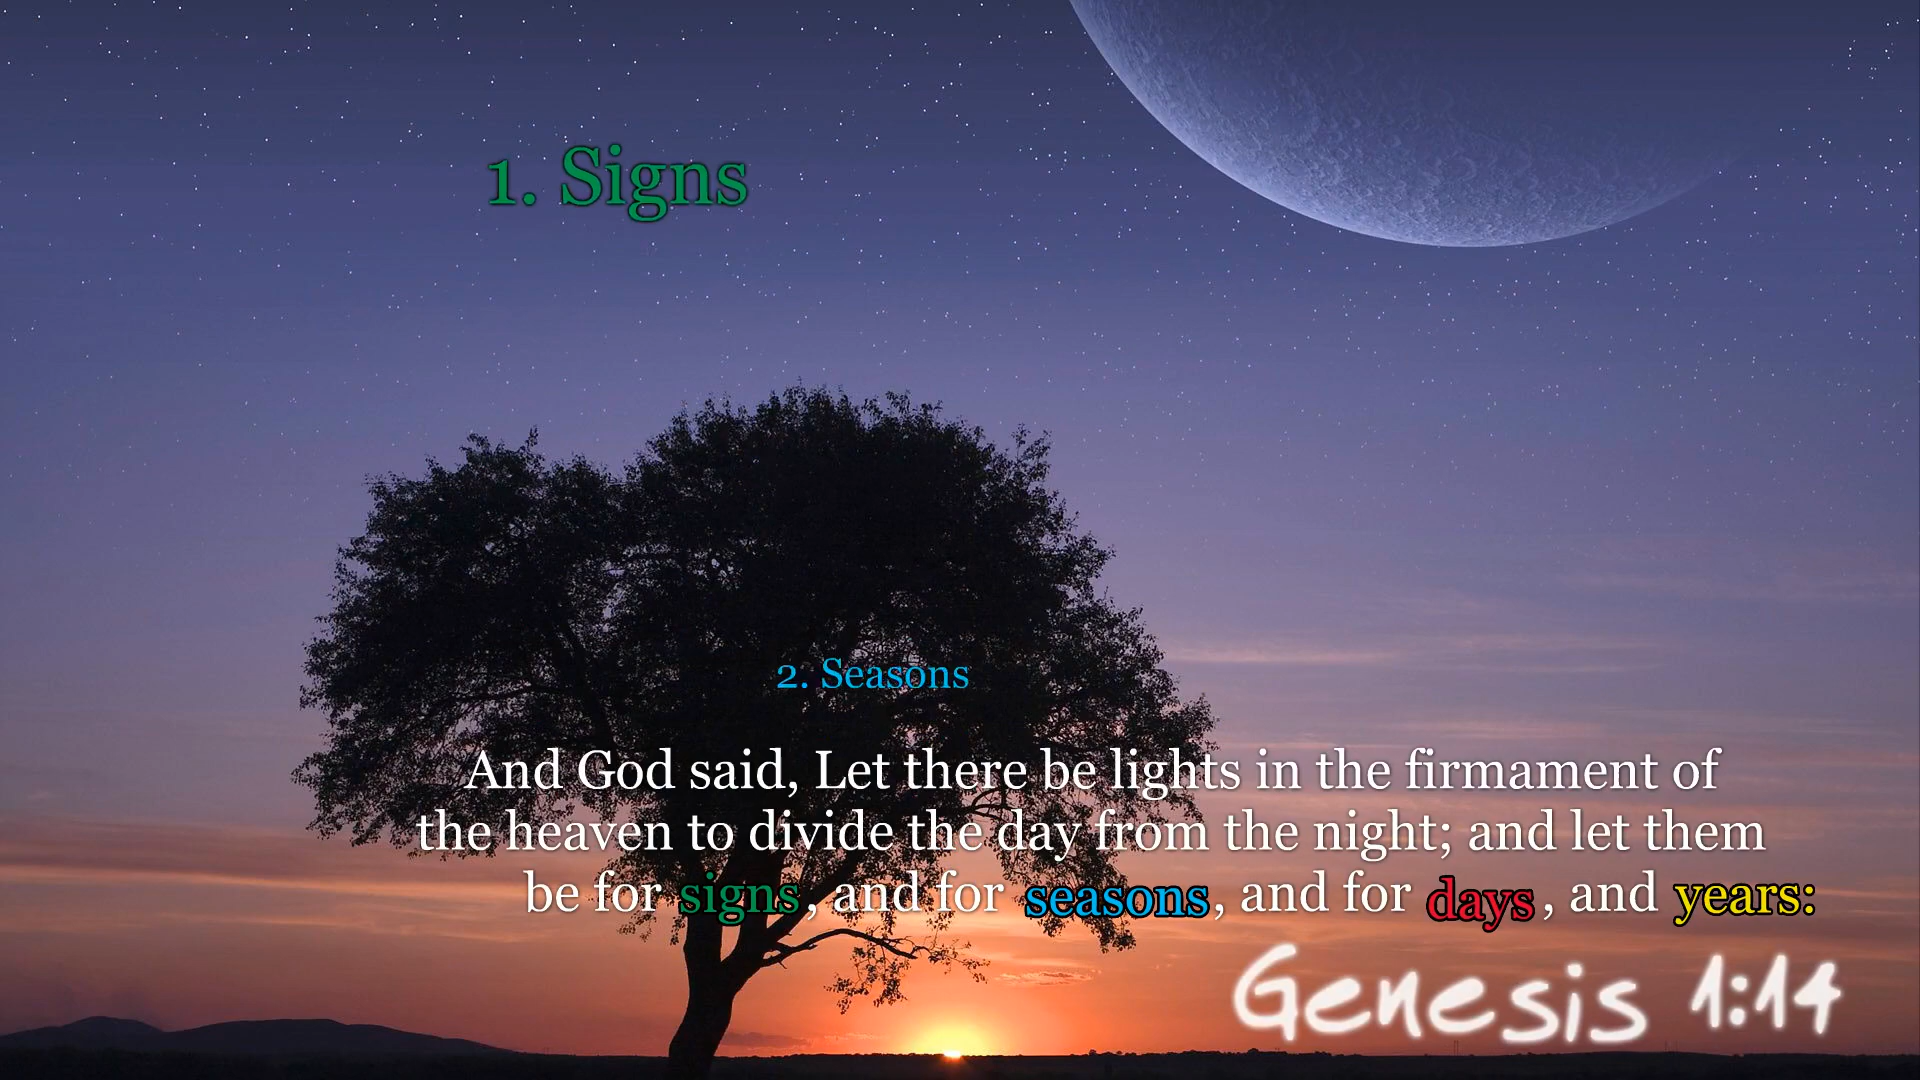 1. Signs
2. Seasons
And God said, Let there be lights in the firmament of
the heaven to divide the day from the night; and let them
be for signs, and for seasons, and for days, and years:
Genesis 1:14